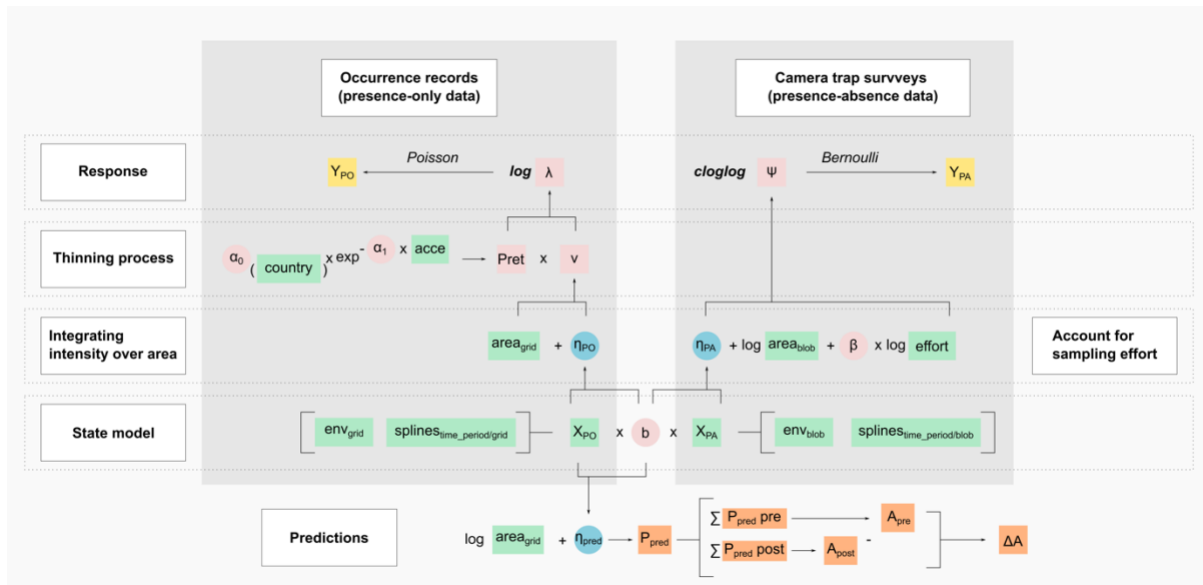 Occurrence records
(presence-only data)
Camera trap survveys
(presence-absence data)
Response
Y_PO
Poisson
log λ
cloglog ψ
Bernoulli
Y_PA
Thinning process
α_0 ( country ) x exp^- α_1 x acce
Pret x v
Integrating
intensity over area
area_grid + η_PO
η_PA + log area_blob + β x log effort
Account for
sampling effort
State model
env_grid splines_time_period/grid
X_PO x b x X_PA
env_blob splines_time_period/blob
Predictions
log area_grid + η_pred
P_pred
∑ P_pred pre
A_pre
-
∑ P_pred post
A_post
ΔA